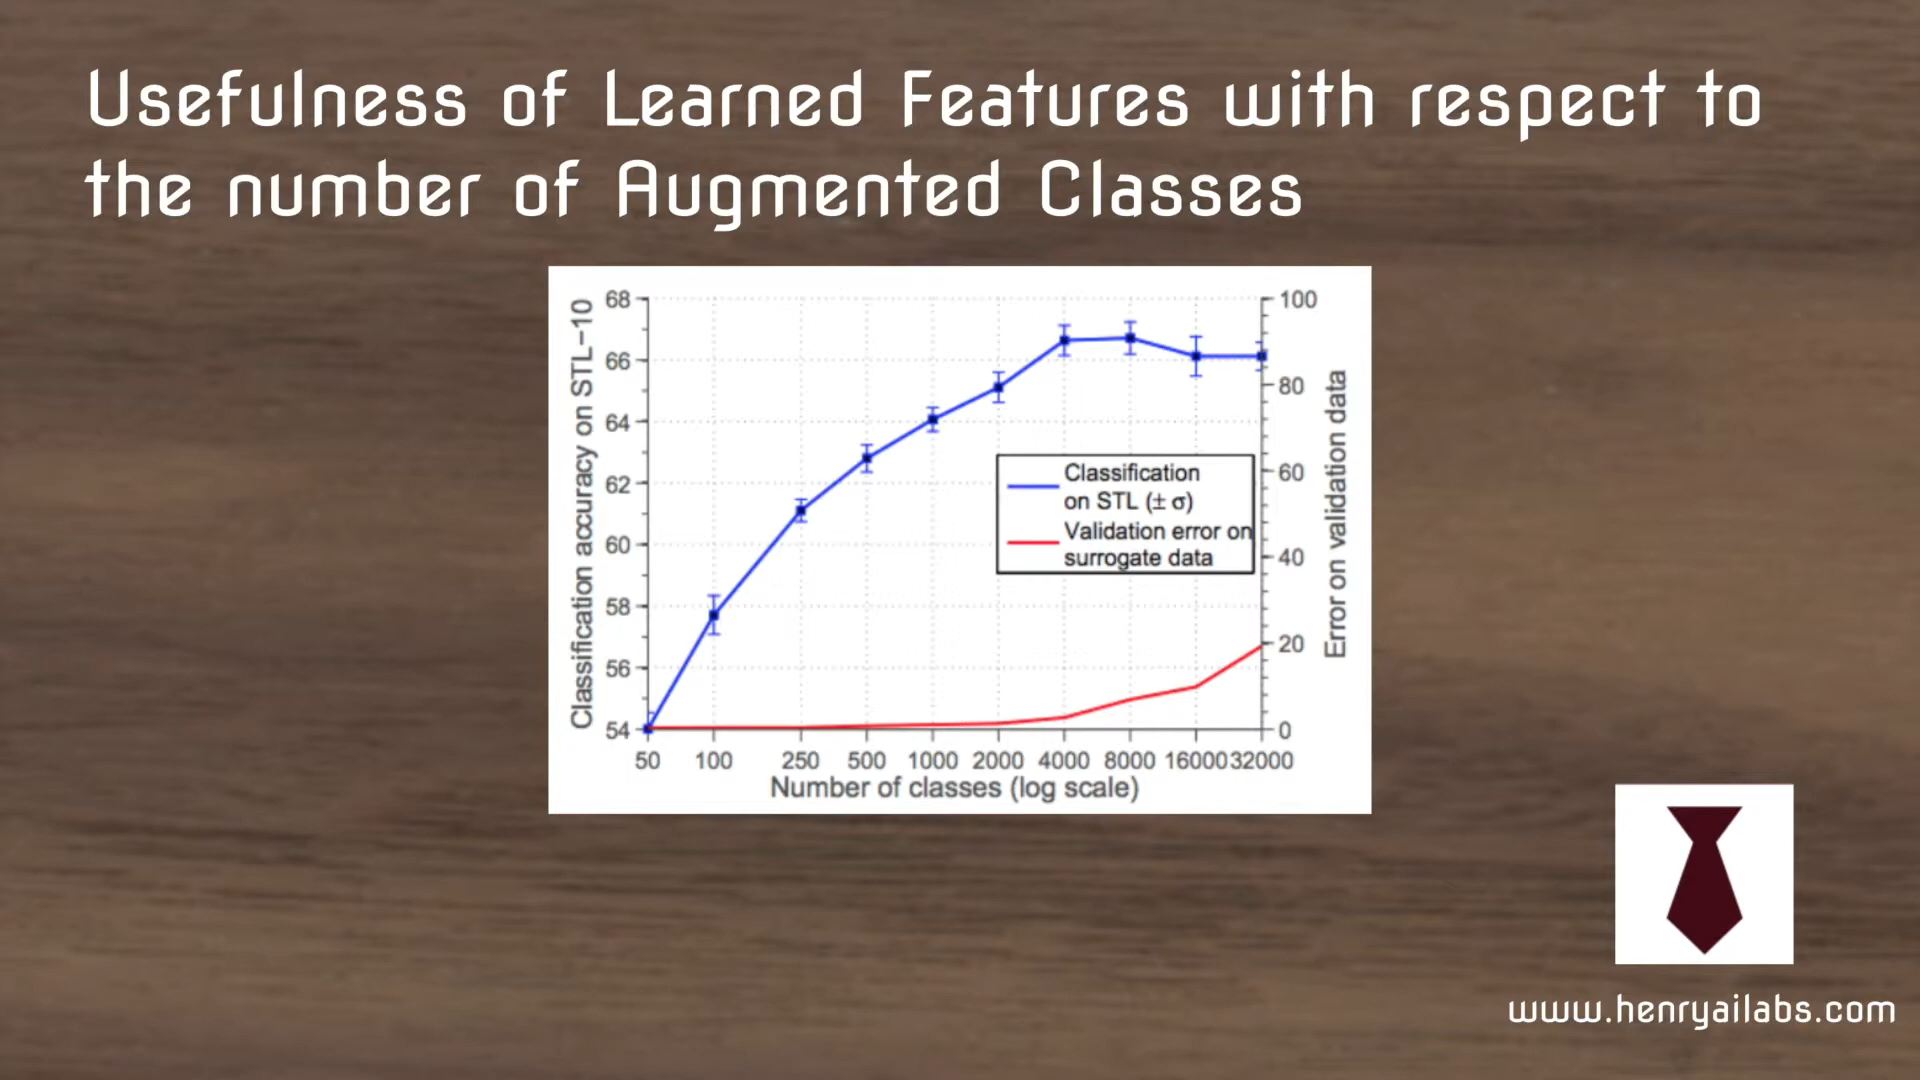 Usefulness of Learned Features with respect to
the number of Augmented Classes
Classification accuracy on STL-10
68
66
64
62
60
58
56
54
100
80
60
40
20
0
Error on validation data
Classification
on STL (± σ)
Validation error on
surrogate data
50 100 250 500 1000 2000 4000 8000 16000 32000
Number of classes (log scale)
www.henryailabs.com